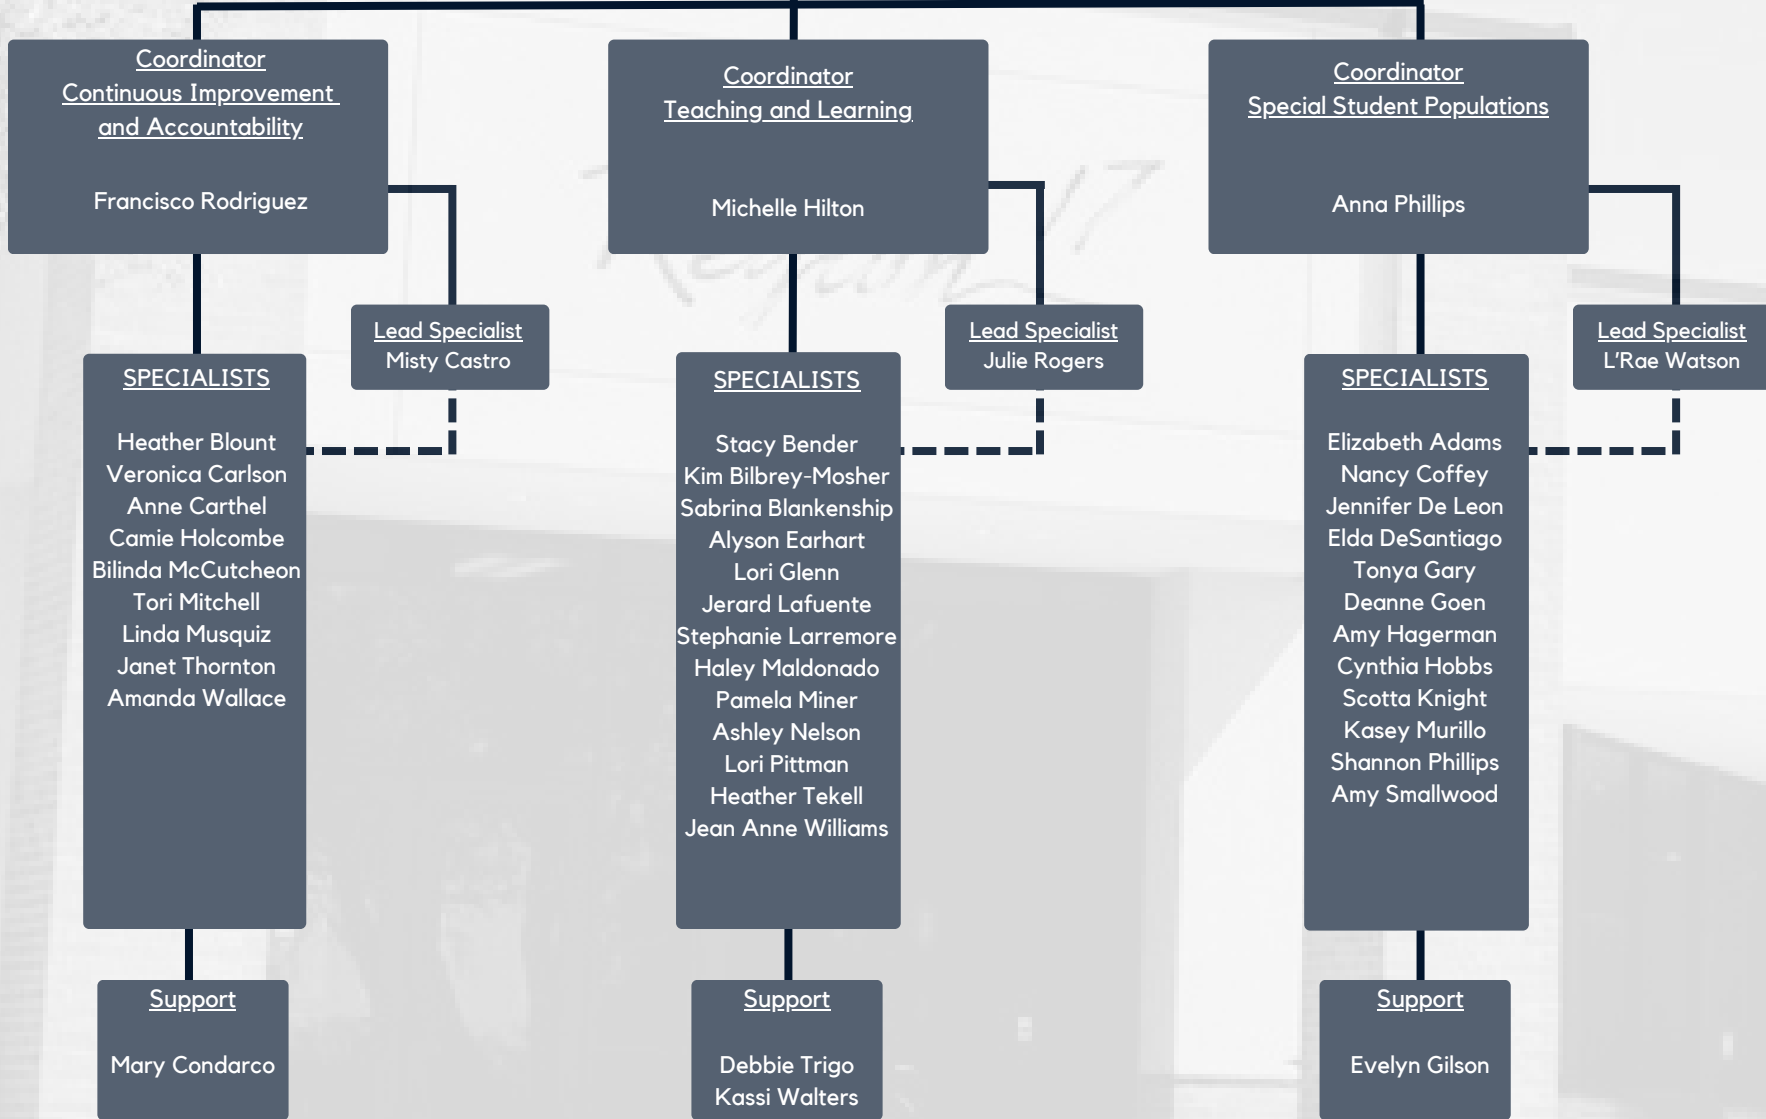 Coordinator
Continuous Improvement
and Accountability
Francisco Rodriguez
Coordinator
Teaching and Learning
Michelle Hilton
Coordinator
Special Student Populations
Anna Phillips
Region 17
Lead Specialist
Misty Castro
Lead Specialist
Julie Rogers
Lead Specialist
L'Rae Watson
SPECIALISTS
Heather Blount
Veronica Carlson
Anne Carthel
Camie Holcombe
Bilinda McCutcheon
Tori Mitchell
Linda Musquiz
Janet Thornton
Amanda Wallace
SPECIALISTS
Stacy Bender
Kim Bilbrey-Mosher
Sabrina Blankenship
Alyson Earhart
Lori Glenn
Jerard Lafuente
Stephanie Larremore
Haley Maldonado
Pamela Miner
Ashley Nelson
Lori Pittman
Heather Tekell
Jean Anne Williams
SPECIALISTS
Elizabeth Adams
Nancy Coffey
Jennifer De Leon
Elda DeSantiago
Tonya Gary
Deanne Goen
Amy Hagerman
Cynthia Hobbs
Scotta Knight
Kasey Murillo
Shannon Phillips
Amy Smallwood
Support
Mary Condarco
Support
Debbie Trigo
Kassi Walters
Support
Evelyn Gilson